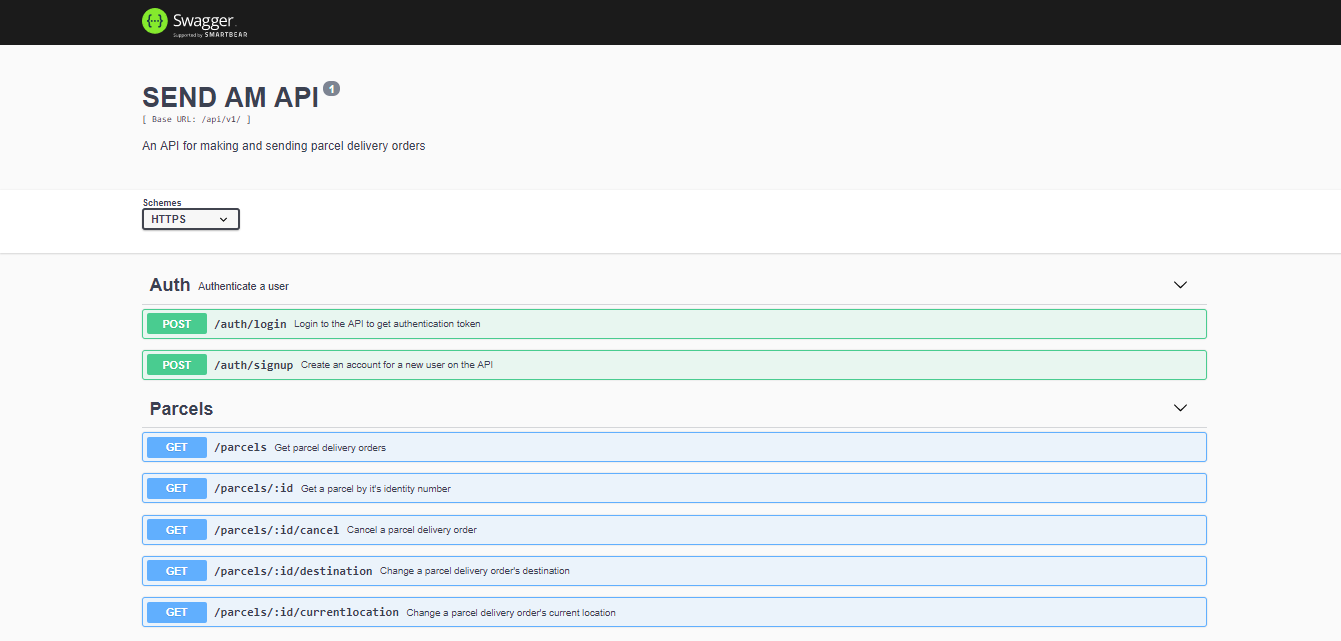 {··} Swagger
Supported by SMARTBEAR
SEND AM API 1
[ Base URL: /api/v1/ ]
An API for making and sending parcel delivery orders
Schemes
HTTPS
Auth Authenticate a user
POST /auth/login Login to the API to get authentication token
POST /auth/signup Create an account for a new user on the API
Parcels
GET /parcels Get parcel delivery orders
GET /parcels/:id Get a parcel by it's identity number
GET /parcels/:id/cancel Cancel a parcel delivery order
GET /parcels/:id/destination Change a parcel delivery order's destination
GET /parcels/:id/currentlocation Change a parcel delivery order's current location